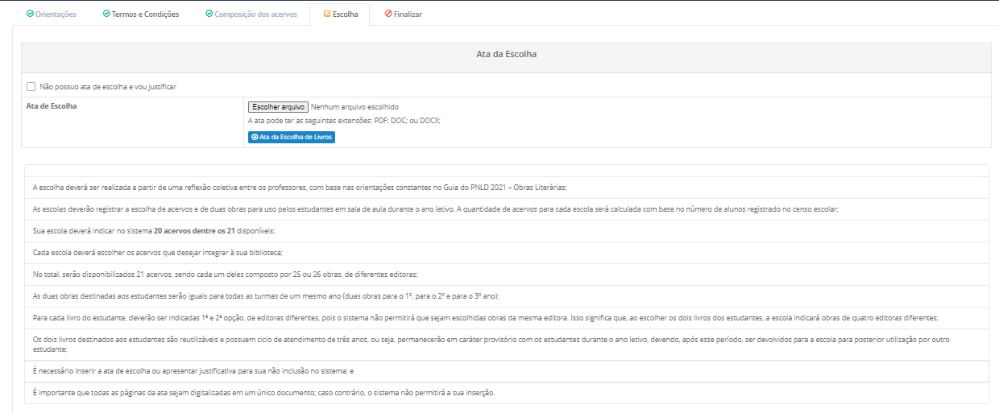 Orientações Termos e Condições Composição dos acervos Escolha Finalizar
Ata da Escolha
Não possuo ata de escolha e vou justificar
Ata de Escolha
Escolher arquivo Nenhum arquivo escolhido
A ata pode ter as seguintes extensões: PDF; DOC; ou DOCX;
Ata da Escolha de Livros
A escolha deverá ser realizada a partir de uma reflexão coletiva entre os professores, com base nas orientações constantes no Guia do PNLD 2021 – Obras Literárias;
As escolas deverão registrar a escolha de acervos e de duas obras para uso pelos estudantes em sala de aula durante o ano letivo. A quantidade de acervos para cada escola será calculada com base no número de alunos registrado no censo escolar;
Sua escola deverá indicar no sistema 20 acervos dentre os 21 disponíveis;
Cada escola deverá escolher os acervos que desejar integrar à sua biblioteca;
No total, serão disponibilizados 21 acervos, sendo cada um deles composto por 25 ou 26 obras, de diferentes editoras;
As duas obras destinadas aos estudantes serão iguais para todas as turmas de um mesmo ano (duas obras para o 1º, para o 2º e para o 3º ano);
Para cada livro do estudante, deverão ser indicadas 1ª e 2ª opção, de editoras diferentes, pois o sistema não permitirá que sejam escolhidas obras da mesma editora. Isso significa que, ao escolher os dois livros dos estudantes, a escola indicará obras de quatro editoras diferentes;
Os dois livros destinados aos estudantes são reutilizáveis e possuem ciclo de atendimento de três anos, ou seja, permanecerão em caráter provisório com os estudantes durante o ano letivo, devendo, após esse período, ser devolvidos para a escola para posterior utilização por outro
estudante;
É necessário inserir a ata de escolha ou apresentar justificativa para sua não inclusão no sistema; e
É importante que todas as páginas da ata sejam digitalizadas em um único documento; caso contrário, o sistema não permitirá a sua inserção.